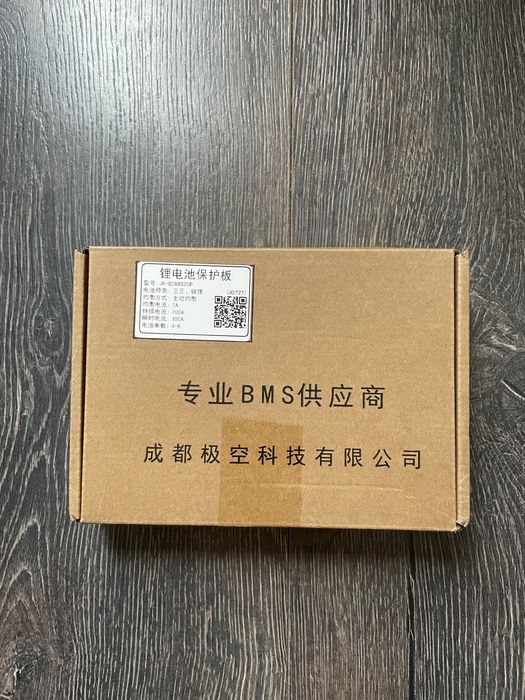 锂电池保护板
型号: JK-B2A8S20P
电池种类: 三元、铁锂
[40727]
均衡方式: 主动均衡
均衡电流: 2A
持续电流: 200A
瞬时电流: 350A
电池串数: 4-8
专业BMS供应商
成都极空科技有限公司